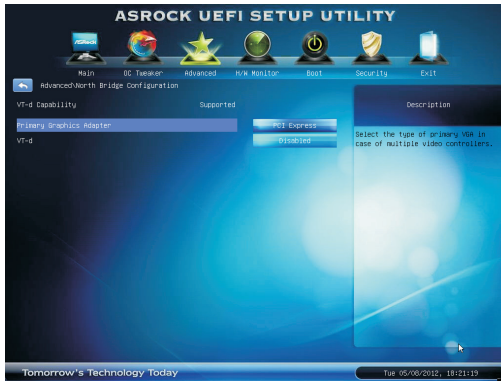 ASROCK UEFI SETUP UTILITY
ASRock
Main OC Tweaker Advanced H/W Monitor Boot Security Exit
Advanced\North Bridge Configuration
VT-d Capability Supported
Description
Primary Graphics Adapter PCI Express
Select the type of primary VGA in
case of multiple video controllers.
VT-d Disabled
Tomorrow's Technology Today
Tue 05/08/2012, 18:21:19